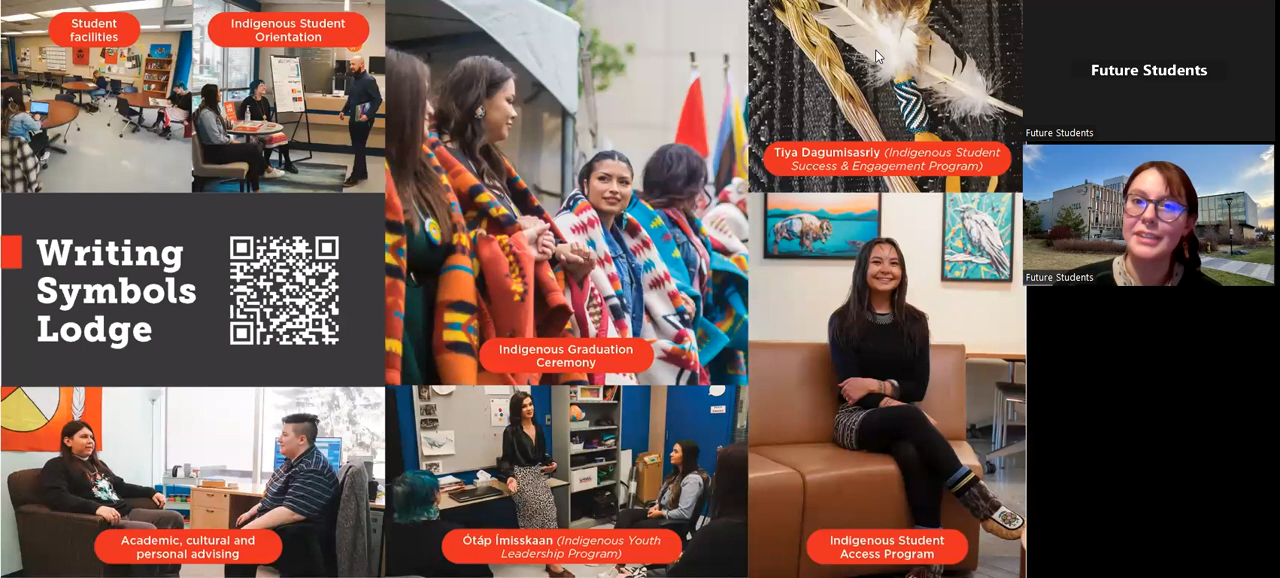 Student
facilities
Indigenous Student
Orientation
Tiya Dagumisasriy (Indigenous Student
Success & Engagement Program)
Future Students
Future Students
Writing
Symbols
Lodge
Indigenous Graduation
Ceremony
Future Students
Academic, cultural and
personal advising
Ótáp Ímisskaan (Indigenous Youth
Leadership Program)
Indigenous Student
Access Program